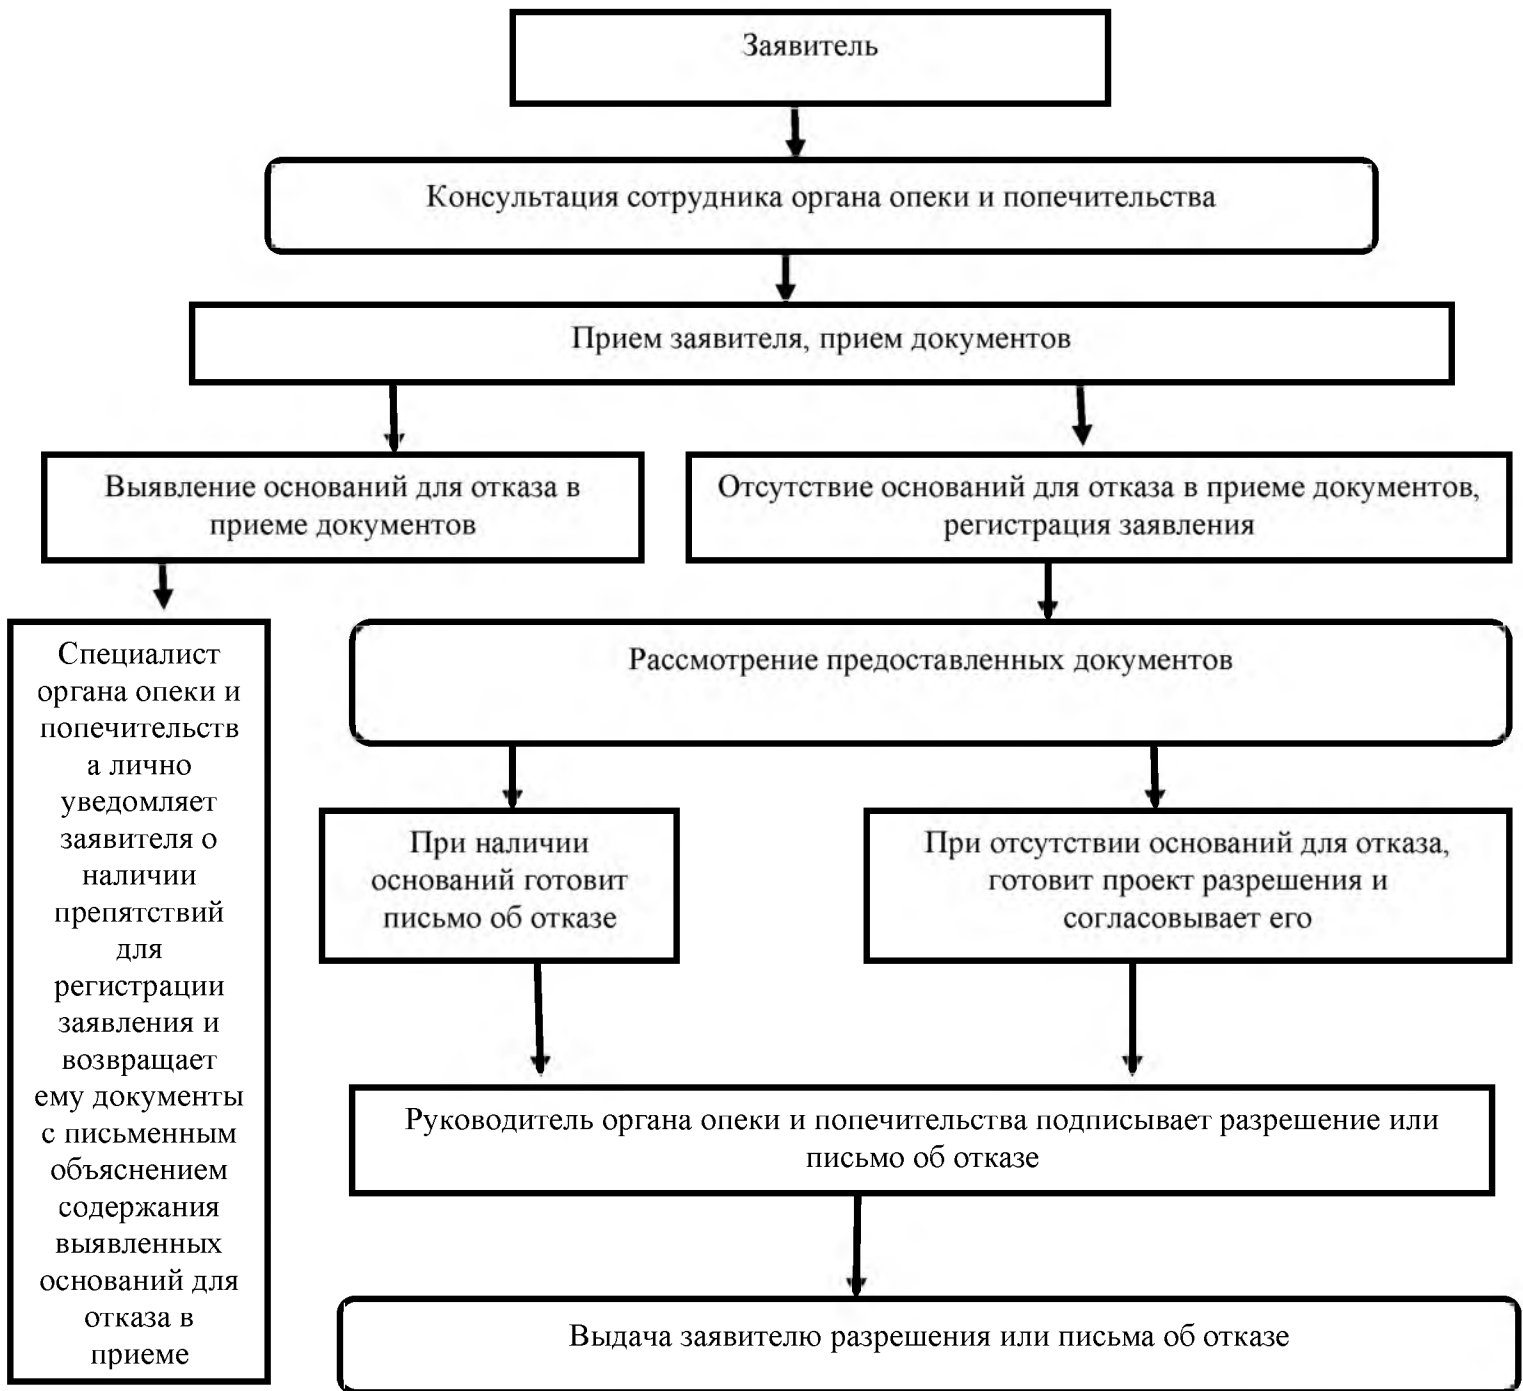 Заявитель
Консультация сотрудника органа опеки и попечительства
Прием заявителя, прием документов
Выявление оснований для отказа в
приеме документов
Отсутствие оснований для отказа в приеме документов,
регистрация заявления
Специалист
органа опеки и
попечительств
а лично
уведомляет
заявителя о
наличии
препятствий
для
регистрации
заявления и
возвращает
ему документы
с письменным
объяснением
содержания
выявленных
оснований для
отказа в
приеме
Рассмотрение предоставленных документов
При наличии
оснований готовит
письмо об отказе
При отсутствии оснований для отказа,
готовит проект разрешения и
согласовывает его
Руководитель органа опеки и попечительства подписывает разрешение или
письмо об отказе
Выдача заявителю разрешения или письма об отказе